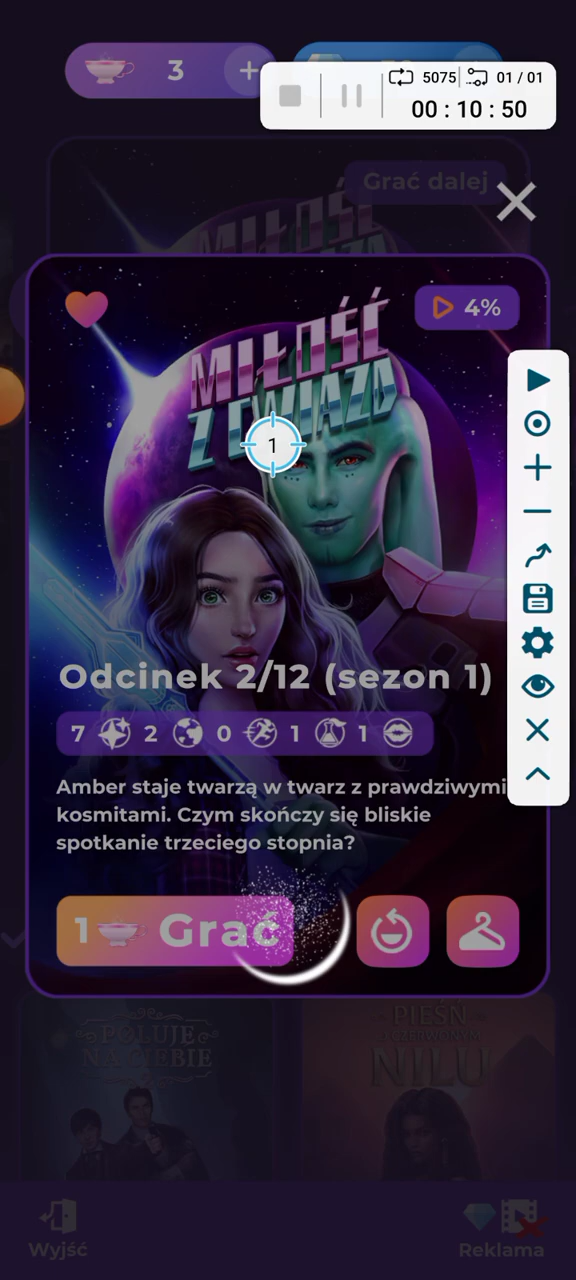 3
5075 01 / 01
00 : 10 : 50
Grać dalej
4%
MIŁOŚĆ
Z GWIAZD
1
Odcinek 2/12 (sezon 1)
7 2 0 1 1
Amber staje twarzą w twarz z prawdziwymi
kosmitami. Czym skończy się bliskie
spotkanie trzeciego stopnia?
1 Grać
POLUJE
NA CIEBIE
PIEŚŃ
O CZERWONYM
NILU
Wyjść
Reklama